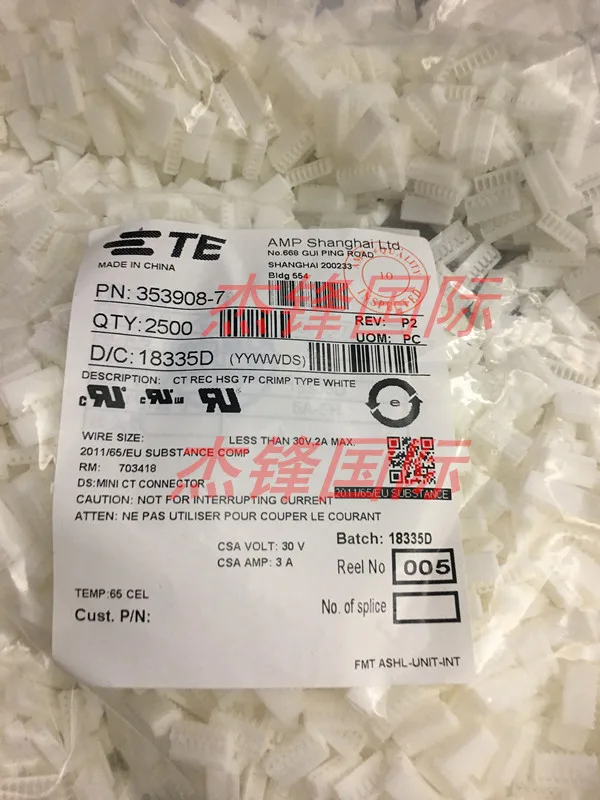 TE
AMP Shanghai Ltd.
No.668 GUI PING ROAD
SHANGHAI 200233
Bldg 554
MADE IN CHINA
AMP QUALITY
10
INSPECTED
PN: 353908-7
杰锋国际
QTY: 2500
REV: P2
UOM: PC
D/C: 18335D (YYWWDS)
DESCRIPTION: CT REC HSG 7P CRIMP TYPE WHITE
WIRE SIZE:
LESS THAN 30V,2A MAX.
2011/65/EU SUBSTANCE COMP
RM: 703418
杰锋国际
DS:MINI CT CONNECTOR
2011/65/EU SUBSTANCE
CAUTION: NOT FOR INTERRUPTING CURRENT
ATTEN: NE PAS UTILISER POUR COUPER LE COURANT
CSA VOLT: 30 V
Batch: 18335D
CSA AMP: 3 A
Reel No 005
TEMP:65 CEL
No. of splice
Cust. P/N:
FMT ASHL-UNIT-INT